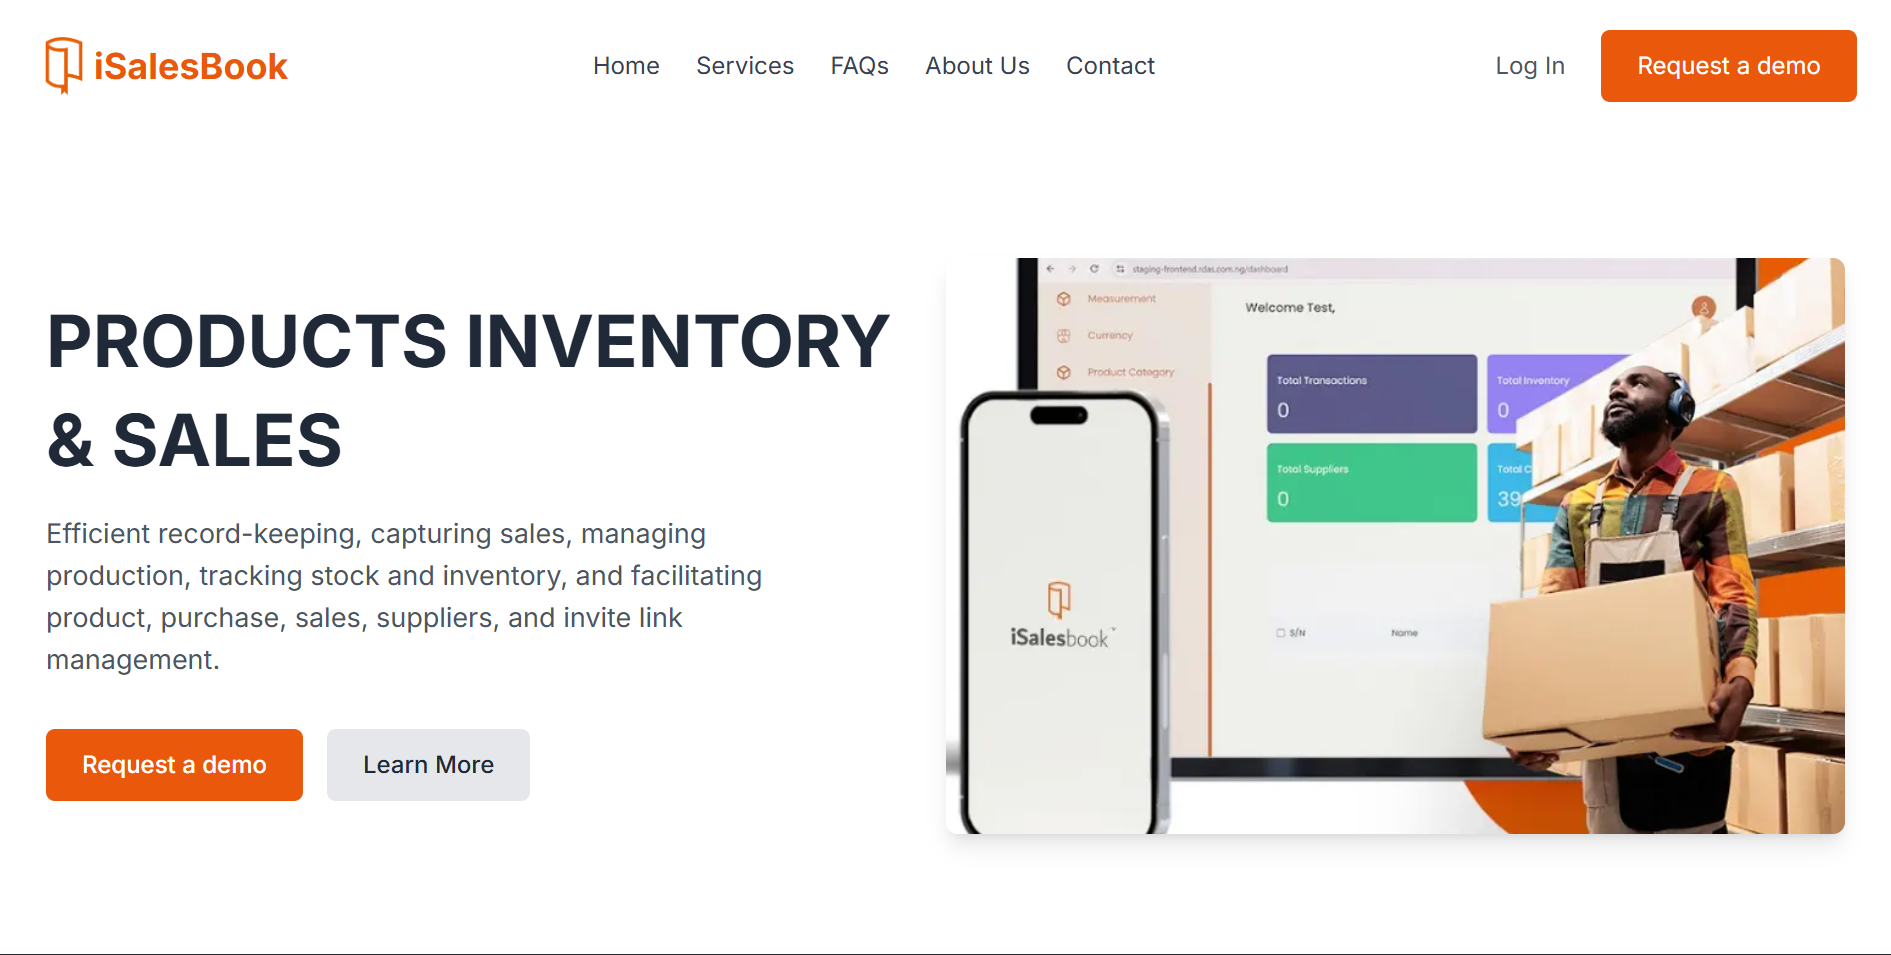 iSalesBook
Home Services FAQs About Us Contact
Log In
Request a demo
PRODUCTS INVENTORY
& SALES
Efficient record-keeping, capturing sales, managing
production, tracking stock and inventory, and facilitating
product, purchase, sales, suppliers, and invite link
management.
Request a demo
Learn More
staging-frontend.rdas.com.ng/dashboard
Measurement
Currency
Product Category
Welcome Test,
Total Transactions
0
Total Inventory
0
Total Suppliers
0
Total C
39
S/N Name
iSalesbook